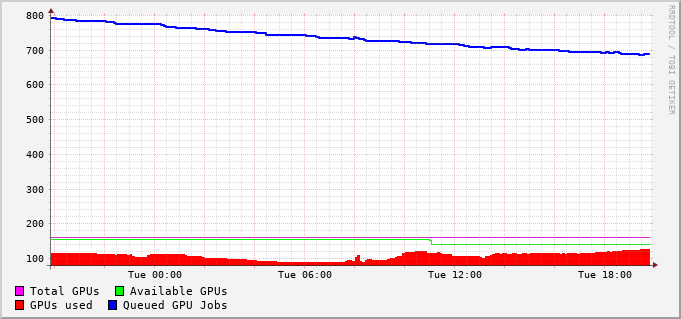 800
700
600
500
400
300
200
100
Tue 00:00 Tue 06:00 Tue 12:00 Tue 18:00
Total GPUs Available GPUs
GPUs used Queued GPU Jobs
RRDTOOL / TOBI OETIKER